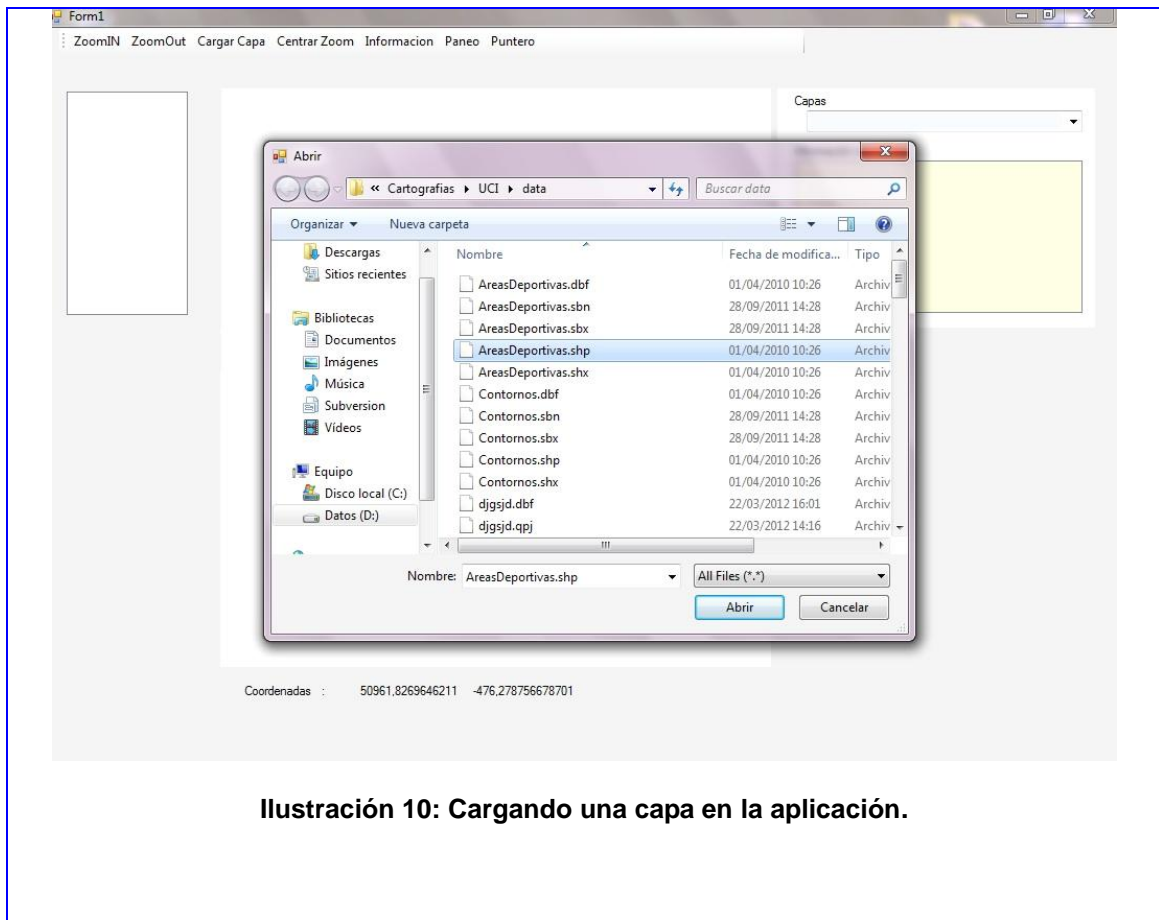 Form1
ZoomIN ZoomOut Cargar Capa Centrar Zoom Informacion Paneo Puntero
Capas
Abrir
« Cartografias ▸ UCI ▸ data
Buscar data
Organizar Nueva carpeta
Descargas
Sitios recientes
Bibliotecas
Documentos
Imágenes
Música
Subversion
Vídeos
Equipo
Disco local (C:)
Datos (D:)
Nombre Fecha de modifica... Tipo
AreasDeportivas.dbf 01/04/2010 10:26 Archiv
AreasDeportivas.sbn 28/09/2011 14:28 Archiv
AreasDeportivas.sbx 28/09/2011 14:28 Archiv
AreasDeportivas.shp 01/04/2010 10:26 Archiv
AreasDeportivas.shx 01/04/2010 10:26 Archiv
Contornos.dbf 01/04/2010 10:26 Archiv
Contornos.sbn 28/09/2011 14:28 Archiv
Contornos.sbx 28/09/2011 14:28 Archiv
Contornos.shp 01/04/2010 10:26 Archiv
Contornos.shx 01/04/2010 10:26 Archiv
djgsjd.dbf 22/03/2012 16:01 Archiv
djgsjd.qpj 22/03/2012 14:16 Archiv
Nombre: AreasDeportivas.shp All Files (*.*)
Abrir Cancelar
Coordenadas : 50961,8269646211 -476,278756678701
Ilustración 10: Cargando una capa en la aplicación.